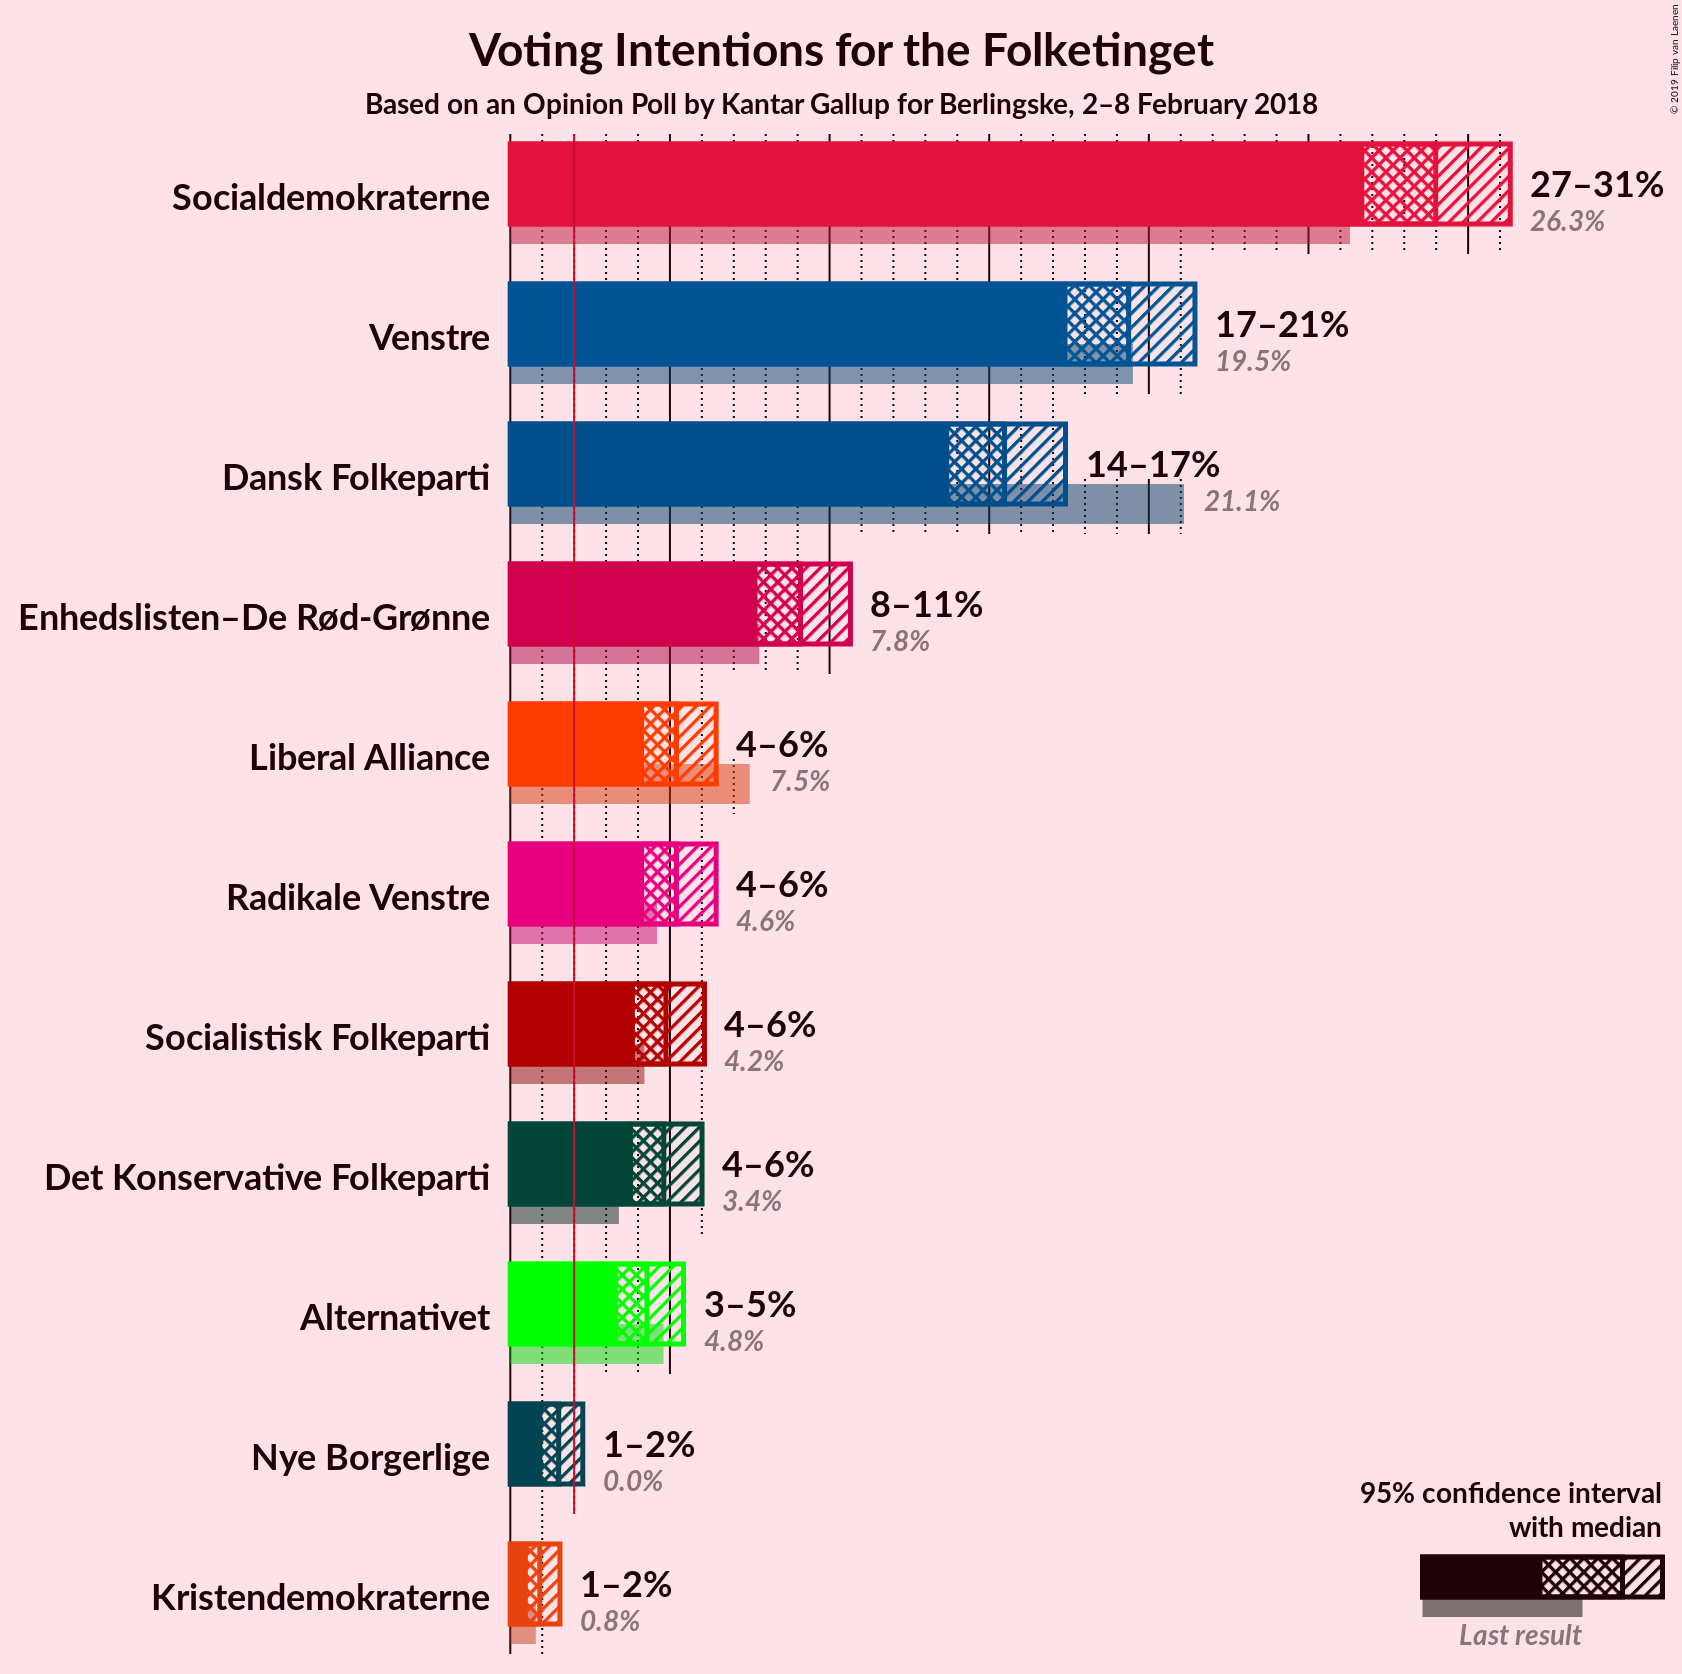 Voting Intentions for the Folketinget
Based on an Opinion Poll by Kantar Gallup for Berlingske, 2–8 February 2018
© 2019 Filip van Laenen
Socialdemokraterne
27–31%
26.3%
Venstre
17–21%
19.5%
Dansk Folkeparti
14–17%
21.1%
Enhedslisten–De Rød-Grønne
8–11%
7.8%
Liberal Alliance
4–6%
7.5%
Radikale Venstre
4–6%
4.6%
Socialistisk Folkeparti
4–6%
4.2%
Det Konservative Folkeparti
4–6%
3.4%
Alternativet
3–5%
4.8%
Nye Borgerlige
1–2%
0.0%
Kristendemokraterne
1–2%
0.8%
95% confidence interval
with median
Last result